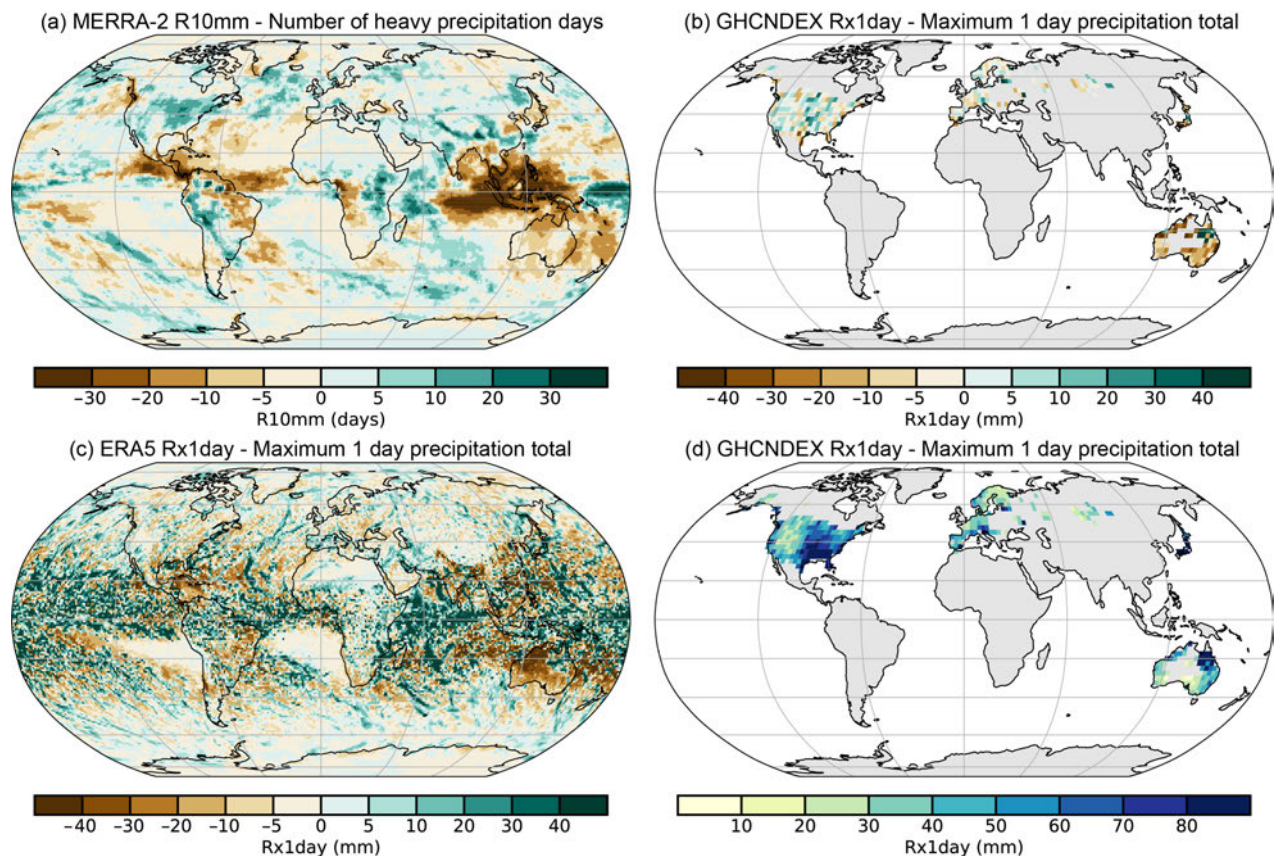 (a) MERRA-2 R10mm - Number of heavy precipitation days
(b) GHCNDEX Rx1day - Maximum 1 day precipitation total
−30 −20 −10 −5 0 5 10 20 30
R10mm (days)
−40 −30 −20 −10 −5 0 5 10 20 30 40
Rx1day (mm)
(c) ERA5 Rx1day - Maximum 1 day precipitation total
(d) GHCNDEX Rx1day - Maximum 1 day precipitation total
−40 −30 −20 −10 −5 0 5 10 20 30 40
Rx1day (mm)
10 20 30 40 50 60 70 80
Rx1day (mm)